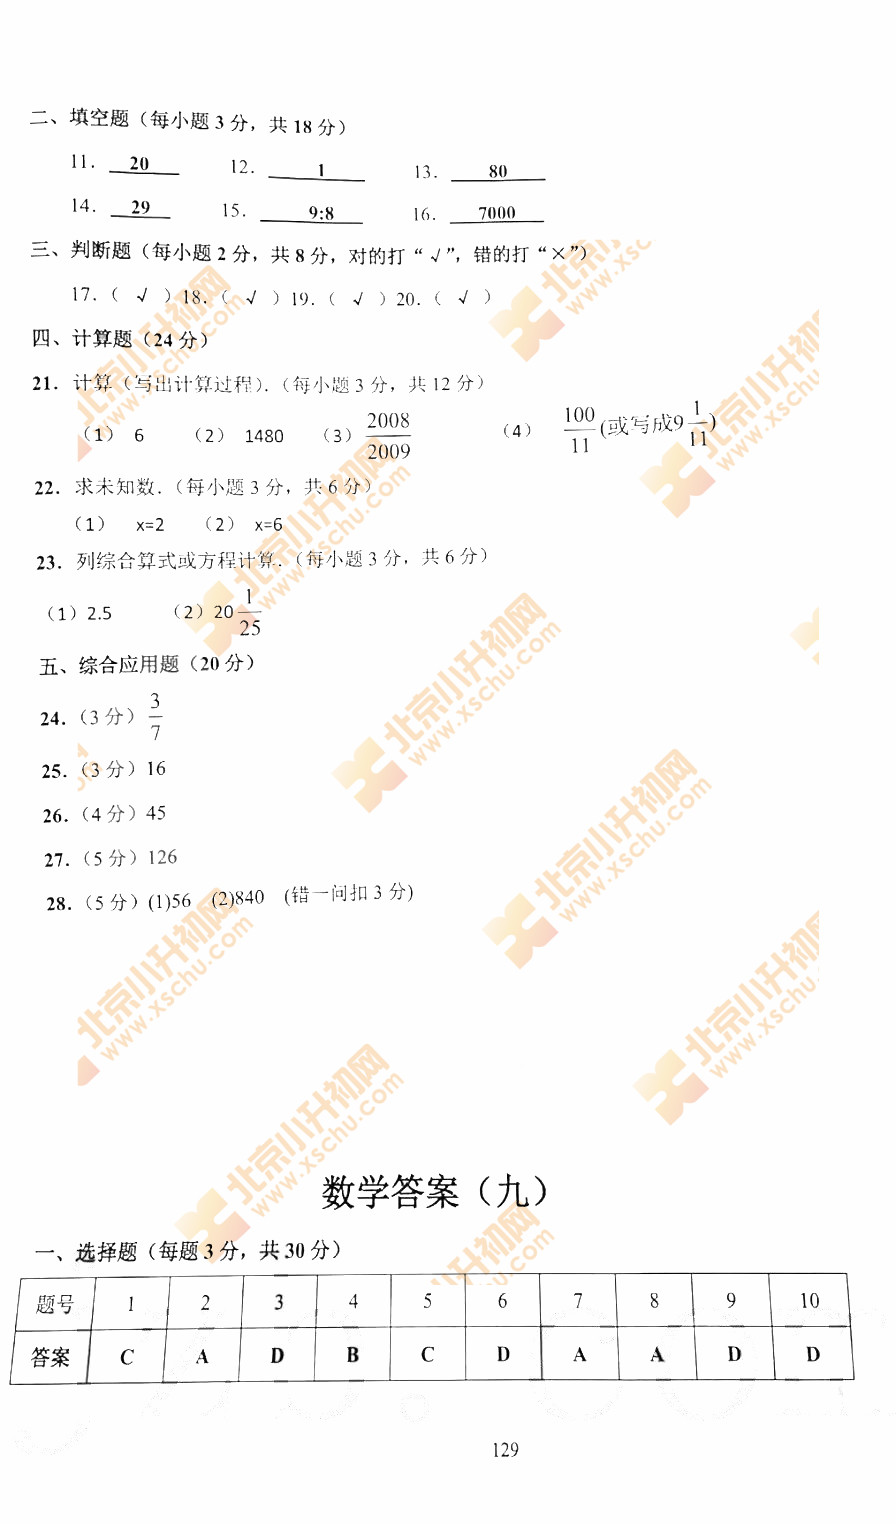 二、填空题（每小题 3 分，共 18 分）
11. 20 12. 1 13. 80
14. 29 15. 9:8 16. 7000
三、判断题（每小题 2 分，共 8 分，对的打“√”，错的打“×”）
17.（ √ ）18.（ √ ）19.（ √ ）20.（ √ ）
四、计算题（24 分）
21. 计算（写出计算过程）.（每小题 3 分，共 12 分）
（1） 6 （2） 1480 （3） 2008/2009 （4） 100/11 (或写成9 1/11)
22. 求未知数.（每小题 3 分，共 6 分）
（1） x=2 （2） x=6
23. 列综合算式或方程计算.（每小题 3 分，共 6 分）
（1）2.5 （2）20 1/25
五、综合应用题（20 分）
24.（3 分） 3/7
25.（3 分）16
26.（4 分）45
27.（5 分）126
28.（5 分）(1)56 (2)840 (错一问扣 3 分)
数学答案（九）
一、选择题（每题 3 分，共 30 分）
题号 1 2 3 4 5 6 7 8 9 10
答案 C A D B C D A A D D
129
北京小升初网
www.xschu.com